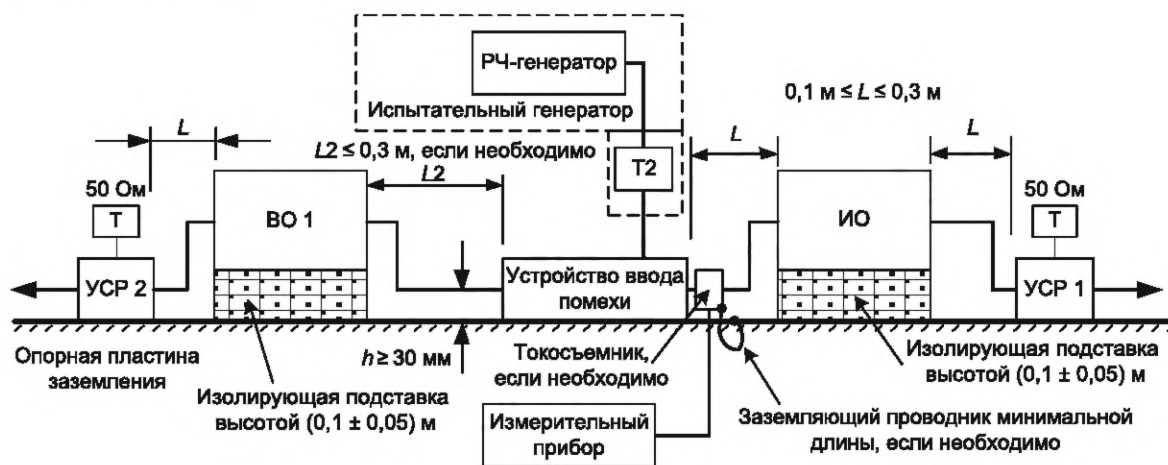 РЧ-генератор
Испытательный генератор
0,1 м ≤ L ≤ 0,3 м
L
L2 ≤ 0,3 м, если необходимо
L2
T2
L
L
50 Ом
T
ВО 1
ИО
50 Ом
T
УСР 2
Устройство ввода
помехи
УСР 1
Опорная пластина
заземления
h ≥ 30 мм
Изолирующая подставка
высотой (0,1 ± 0,05) м
Токосъемник,
если необходимо
Измерительный
прибор
Изолирующая подставка
высотой (0,1 ± 0,05) м
Заземляющий проводник минимальной
длины, если необходимо